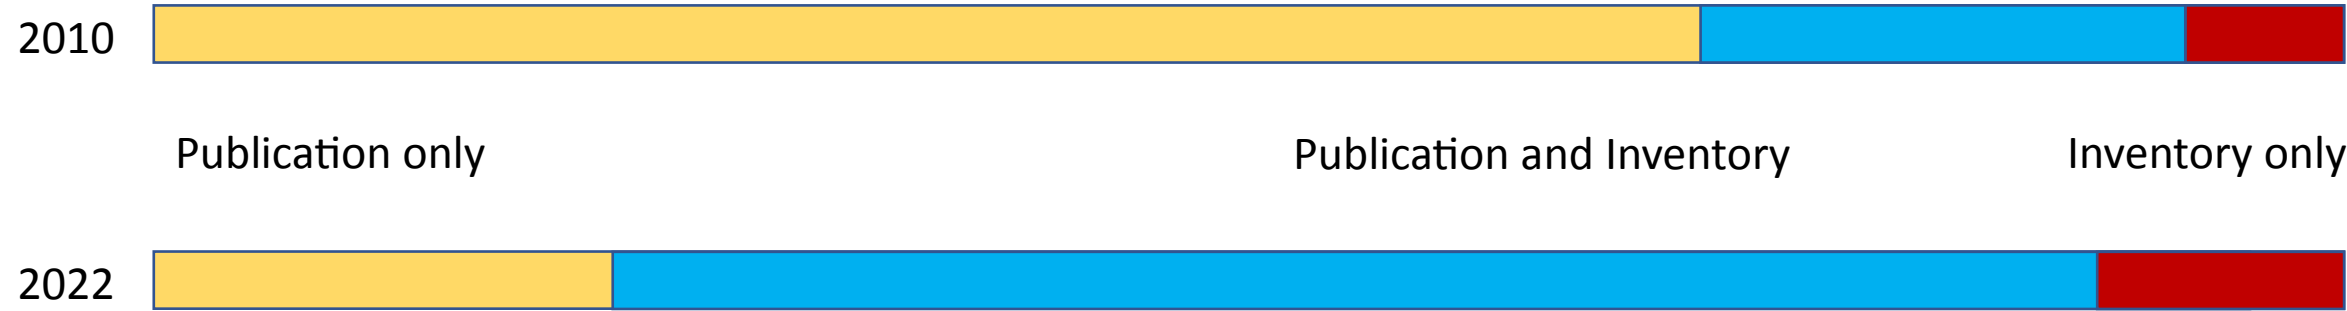 2010
Publication only
Publication and Inventory
Inventory only
2022